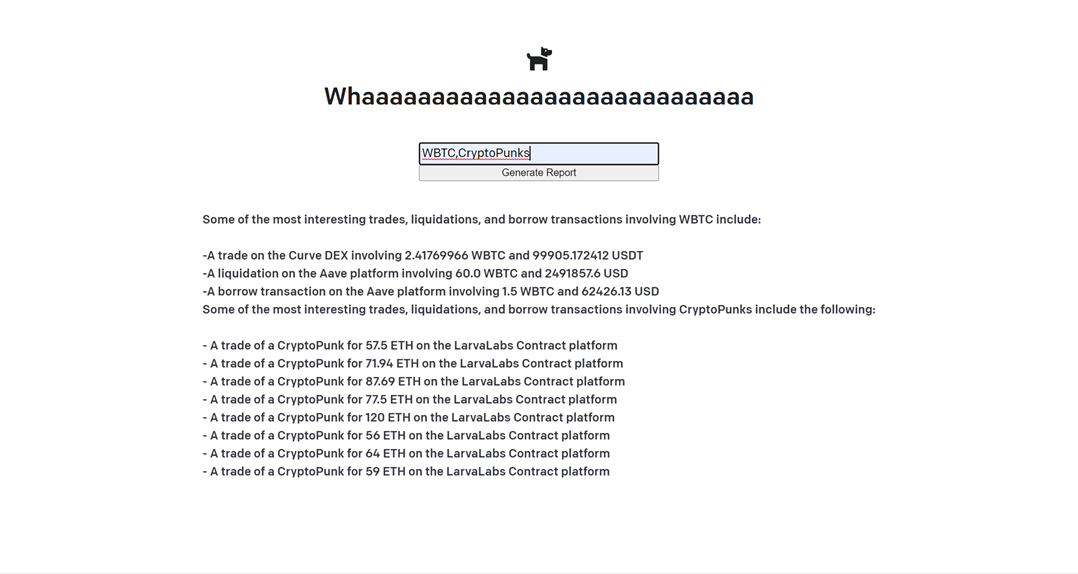 Whaaaaaaaaaaaaaaaaaaaaaaaaaaaa
WBTC,CryptoPunks
Generate Report
Some of the most interesting trades, liquidations, and borrow transactions involving WBTC include:
-A trade on the Curve DEX involving 2.41769966 WBTC and 99905.172412 USDT
-A liquidation on the Aave platform involving 60.0 WBTC and 2491857.6 USD
-A borrow transaction on the Aave platform involving 1.5 WBTC and 62426.13 USD
Some of the most interesting trades, liquidations, and borrow transactions involving CryptoPunks include the following:
- A trade of a CryptoPunk for 57.5 ETH on the LarvaLabs Contract platform
- A trade of a CryptoPunk for 71.94 ETH on the LarvaLabs Contract platform
- A trade of a CryptoPunk for 87.69 ETH on the LarvaLabs Contract platform
- A trade of a CryptoPunk for 77.5 ETH on the LarvaLabs Contract platform
- A trade of a CryptoPunk for 120 ETH on the LarvaLabs Contract platform
- A trade of a CryptoPunk for 56 ETH on the LarvaLabs Contract platform
- A trade of a CryptoPunk for 64 ETH on the LarvaLabs Contract platform
- A trade of a CryptoPunk for 59 ETH on the LarvaLabs Contract platform